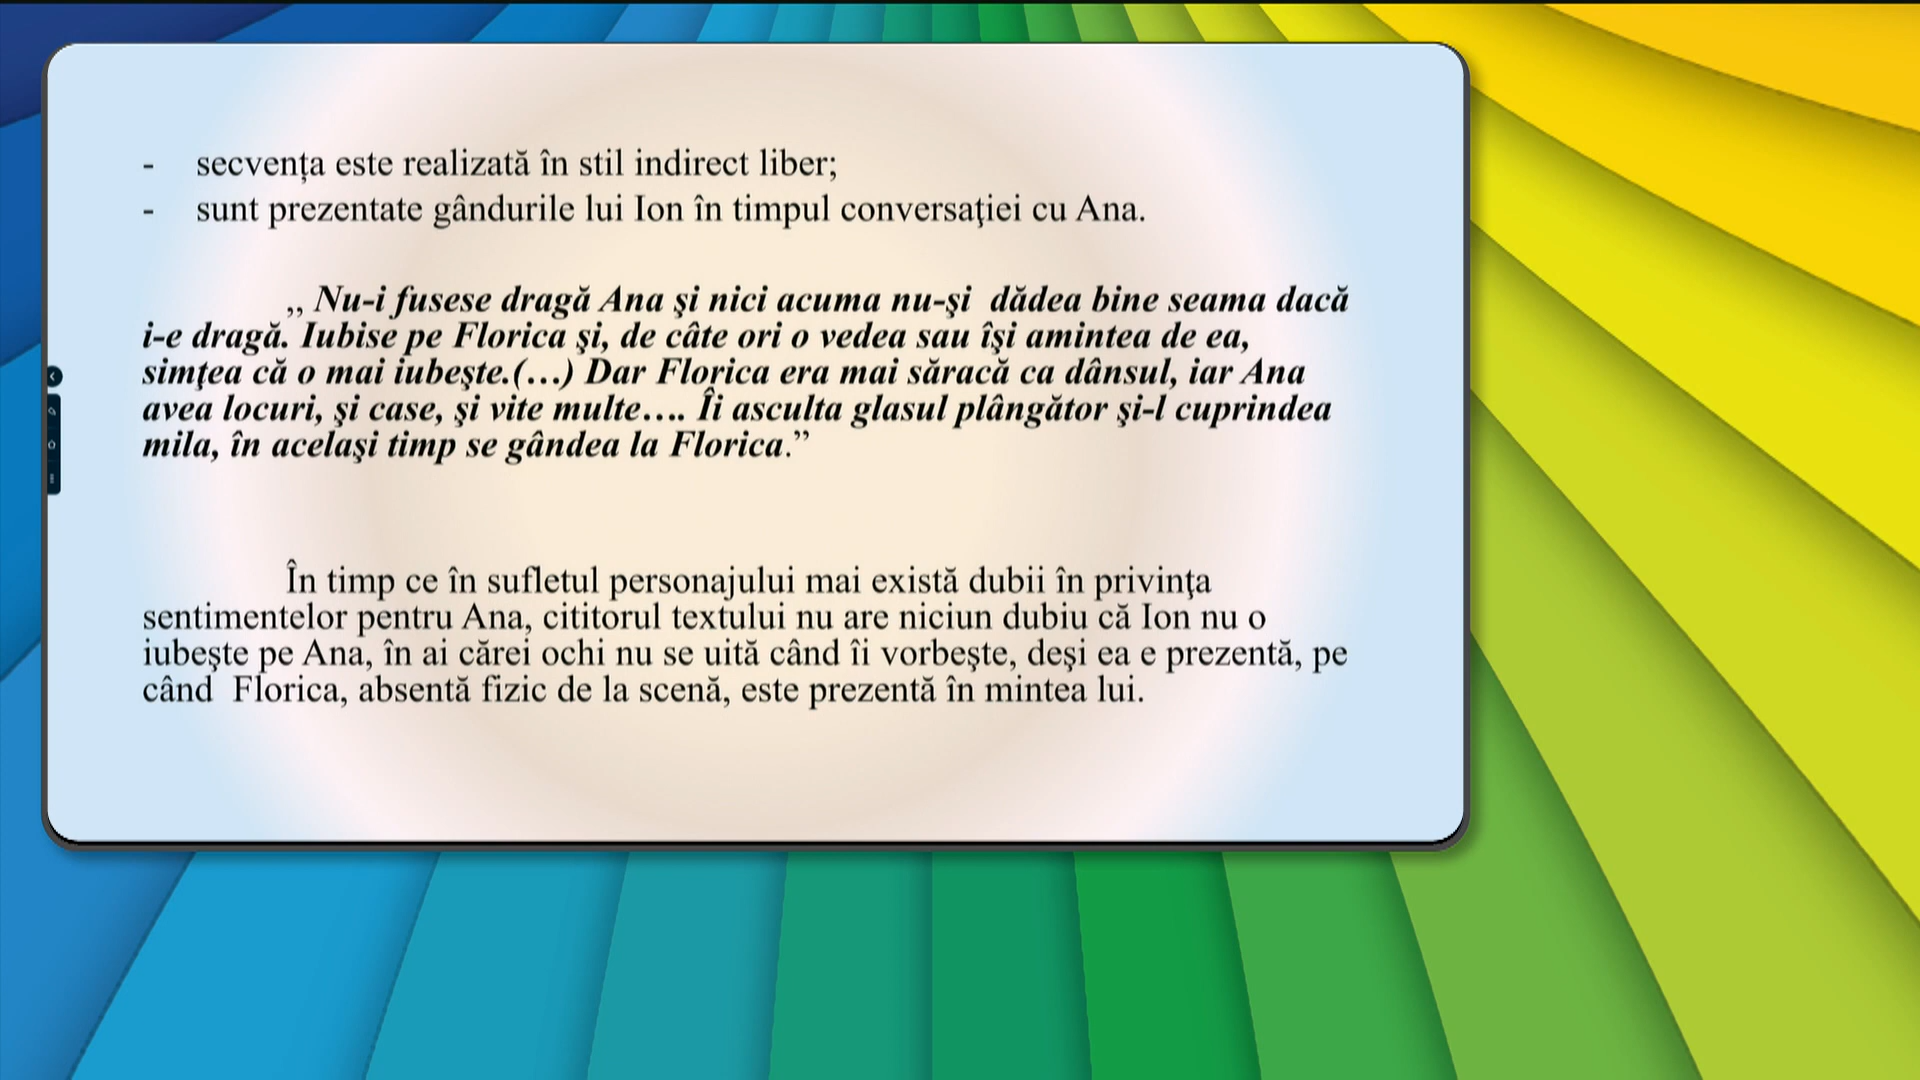 - secvența este realizată în stil indirect liber;
- sunt prezentate gândurile lui Ion în timpul conversaţiei cu Ana.
,, Nu-i fusese dragă Ana şi nici acuma nu-şi dădea bine seama dacă
i-e dragă. Iubise pe Florica şi, de câte ori o vedea sau îşi amintea de ea,
simţea că o mai iubeşte.(…) Dar Florica era mai săracă ca dânsul, iar Ana
avea locuri, şi case, şi vite multe…. Îi asculta glasul plângător şi-l cuprindea
mila, în acelaşi timp se gândea la Florica.”
În timp ce în sufletul personajului mai există dubii în privinţa
sentimentelor pentru Ana, cititorul textului nu are niciun dubiu că Ion nu o
iubeşte pe Ana, în ai cărei ochi nu se uită când îi vorbeşte, deşi ea e prezentă, pe
când Florica, absentă fizic de la scenă, este prezentă în mintea lui.